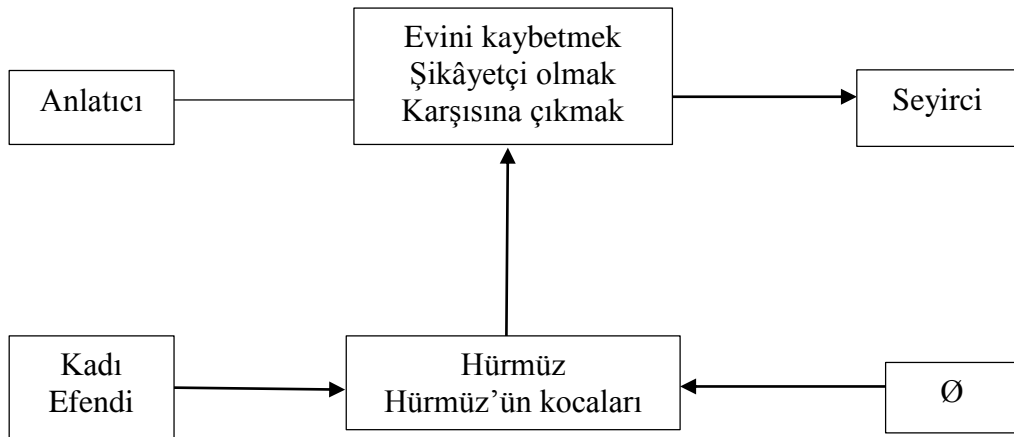 Evini kaybetmek
Şikâyetçi olmak
Karşısına çıkmak
Anlatıcı
Seyirci
Kadı
Efendi
Hürmüz
Hürmüz’ün kocaları
Ø